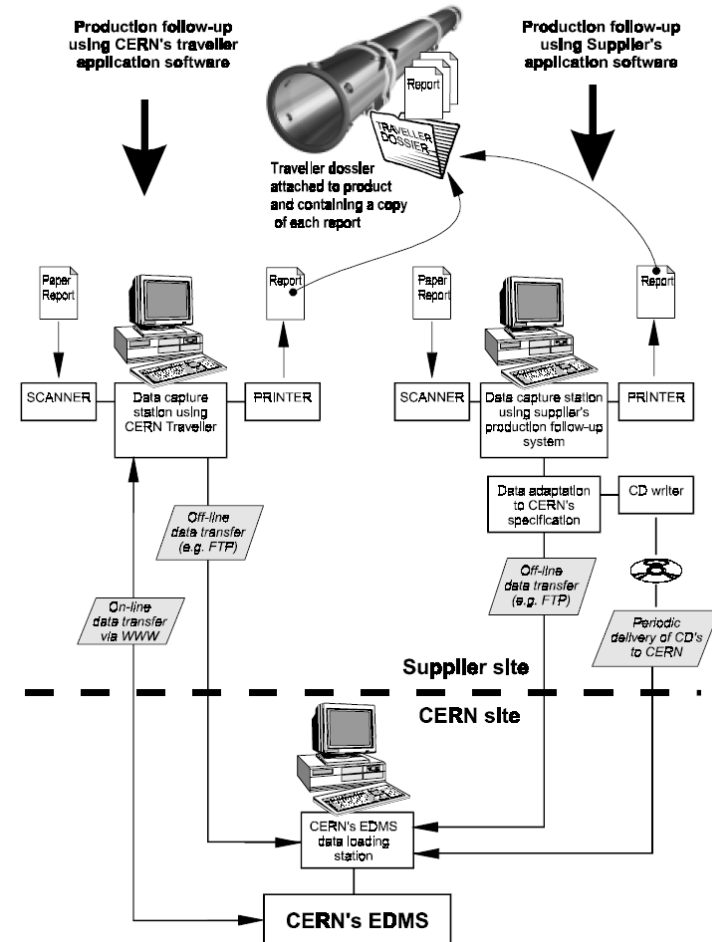 Production follow-up
using CERN's traveller
application software
Production follow-up
using Supplier's
application software
Report
TRAVELLER
DOSSIER
Traveller dossier
attached to product
and containing a copy
of each report
Paper
Report
Report
Paper
Report
Report
SCANNER
Data capture
station using
CERN Traveller
PRINTER
SCANNER
Data capture station
using supplier's
production follow-up
system
PRINTER
Data adaptation
to CERN's
specification
CD writer
Off-line
data transfer
(e.g. FTP)
Off-line
data transfer
(e.g. FTP)
On-line
data transfer
via WWW
Periodic
delivery of CD's
to CERN
Supplier site
CERN site
CERN's EDMS
data loading
station
CERN's EDMS